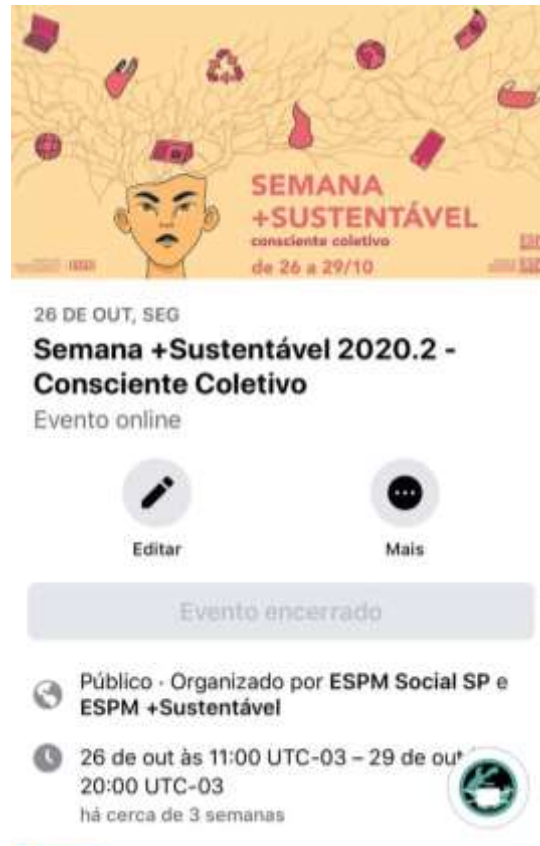 SEMANA
+SUSTENTÁVEL
consciente coletivo
de 26 a 29/10
26 DE OUT, SEG
Semana +Sustentável 2020.2 -
Consciente Coletivo
Evento online
Editar
Mais
Evento encerrado
Público · Organizado por ESPM Social SP e
ESPM +Sustentável
26 de out às 11:00 UTC-03 – 29 de out
20:00 UTC-03
há cerca de 3 semanas